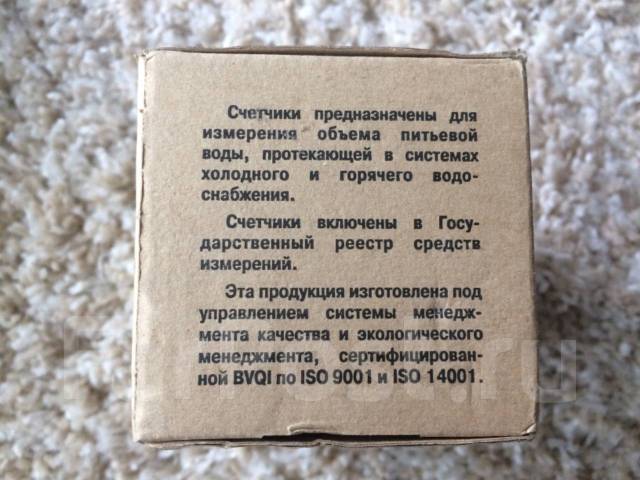 Счетчики предназначены для
измерения объема питьевой
воды, протекающей в системах
холодного и горячего водо-
снабжения.
Счетчики включены в Госу-
дарственный реестр средств
измерений.
Эта продукция изготовлена под
управлением системы менедж-
мента качества и экологического
менеджмента, сертифицирован-
ной BVQI по ISO 9001 и ISO 14001.